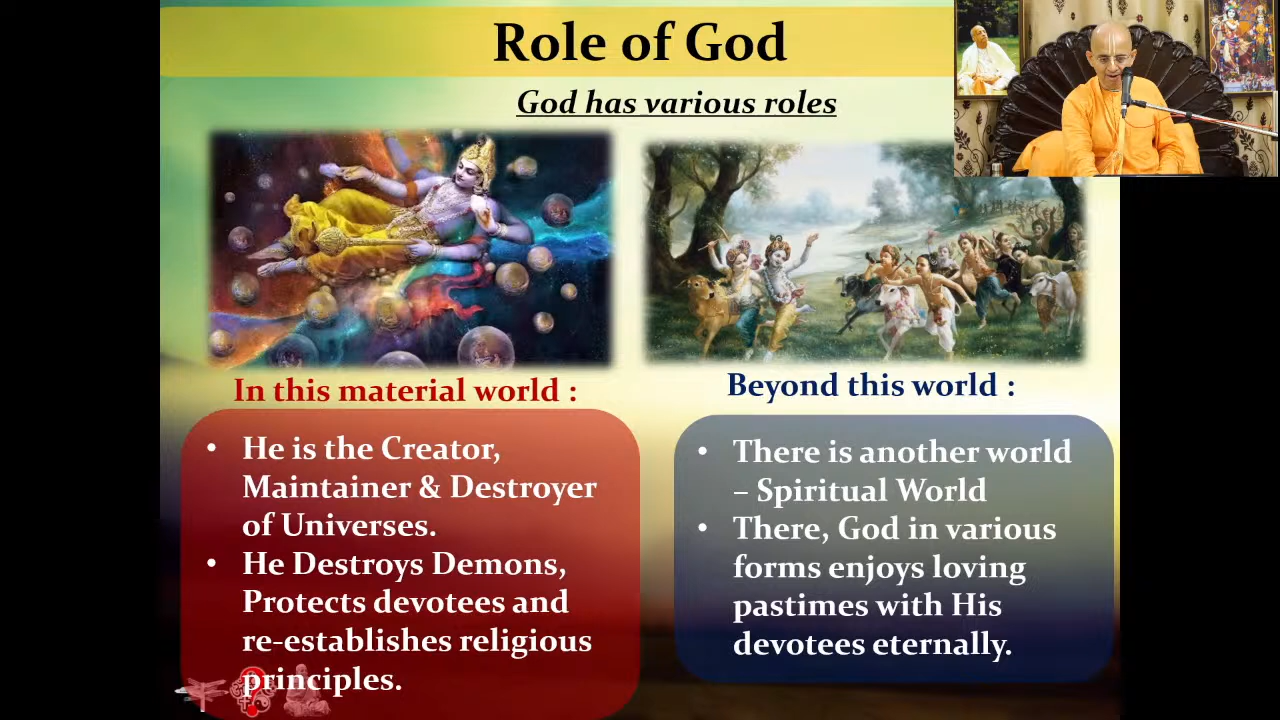 Role of God
God has various roles
In this material world :
• He is the Creator,
Maintainer & Destroyer
of Universes.
• He Destroys Demons,
Protects devotees and
re-establishes religious
principles.
Beyond this world :
• There is another world
– Spiritual World
• There, God in various
forms enjoys loving
pastimes with His
devotees eternally.